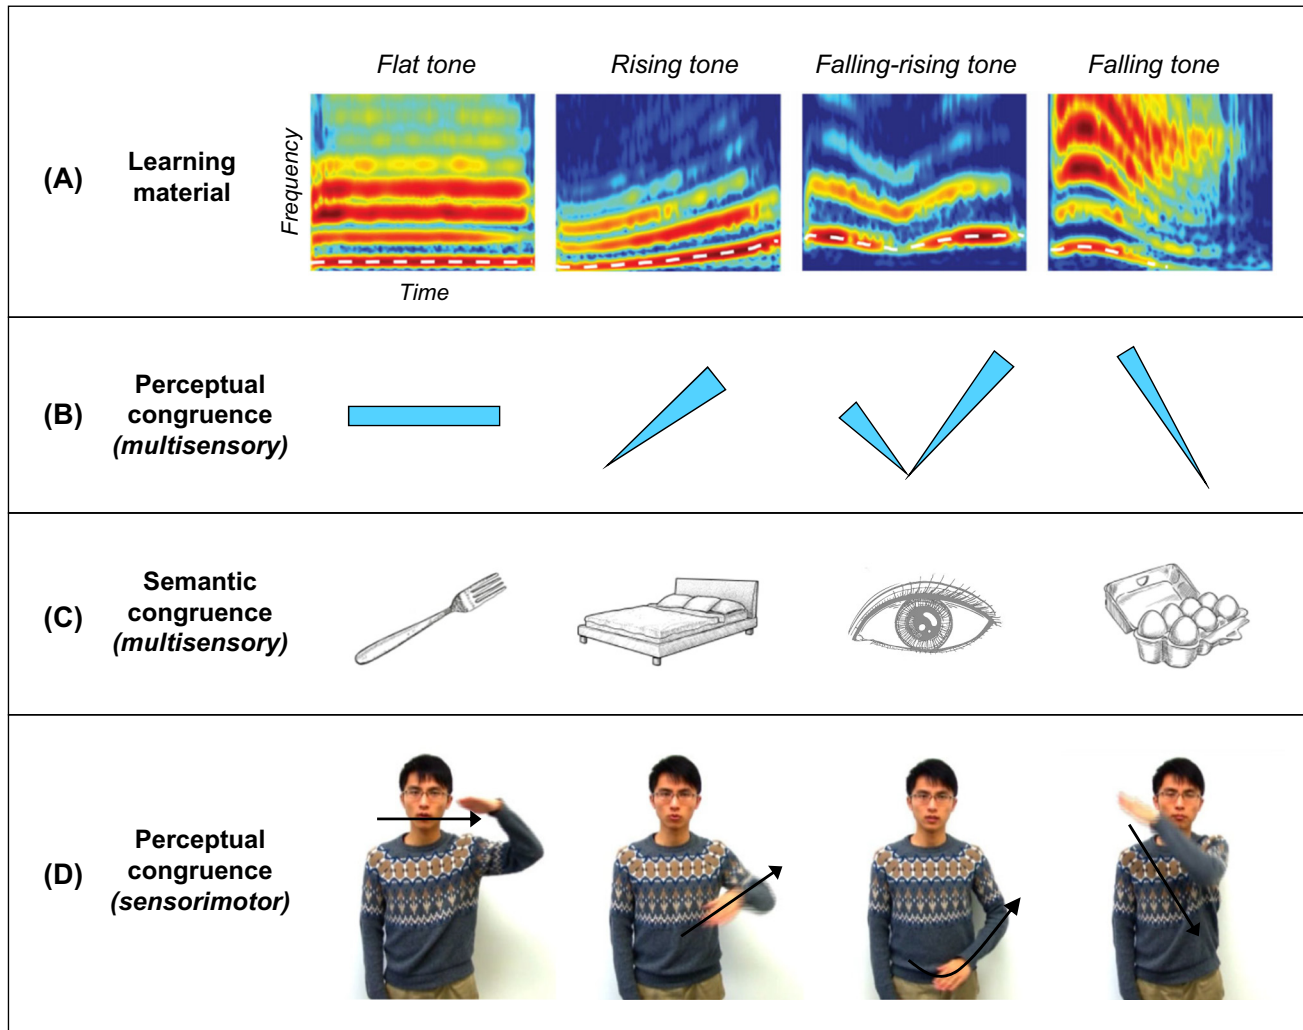 Flat tone
Rising tone
Falling-rising tone
Falling tone
(A)
Learning
material
Frequency
Time
(B)
Perceptual
congruence
(multisensory)
(C)
Semantic
congruence
(multisensory)
(D)
Perceptual
congruence
(sensorimotor)